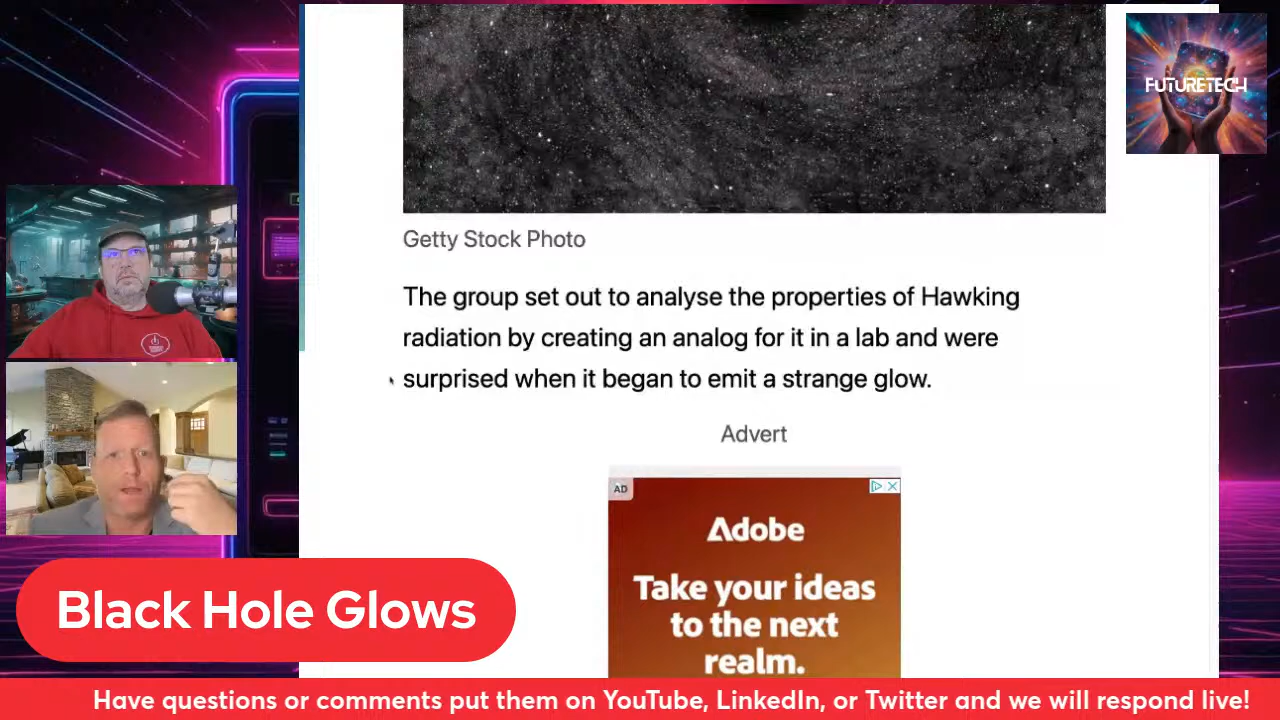 FUTURETECH
Getty Stock Photo
The group set out to analyse the properties of Hawking
radiation by creating an analog for it in a lab and were
surprised when it began to emit a strange glow.
Advert
AD
Adobe
Take your ideas
to the next
realm.
Black Hole Glows
Have questions or comments put them on YouTube, LinkedIn, or Twitter and we will respond live!